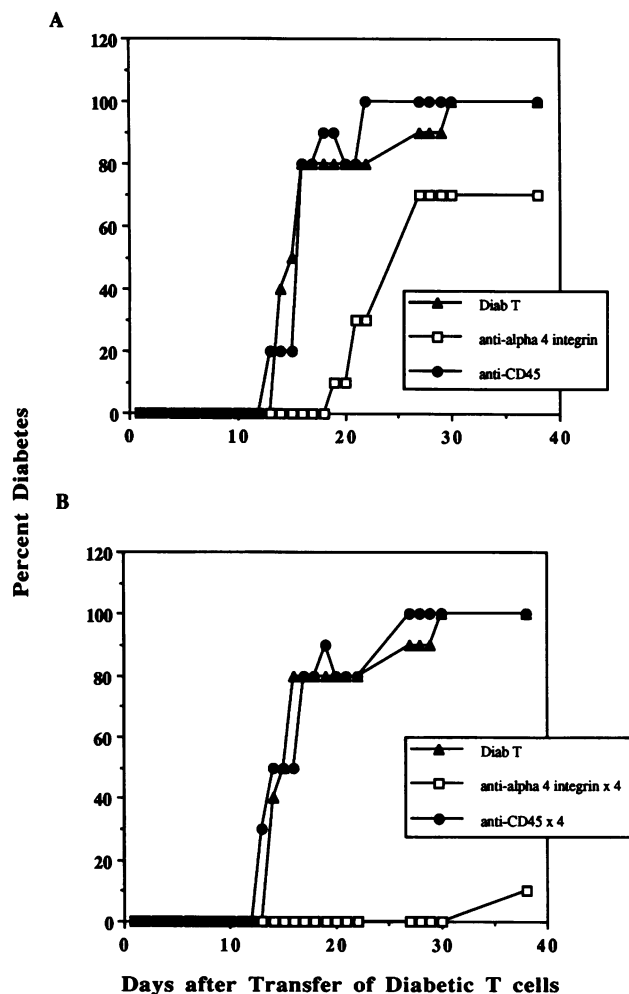 A
120
100
80
60
40
20
0
0
10
20
30
40
Diab T
anti-alpha 4 integrin
anti-CD45
Percent Diabetes
B
120
100
80
60
40
20
0
0
10
20
30
40
Diab T
anti-alpha 4 integrin x 4
anti-CD45 x 4
Days after Transfer of Diabetic T cells